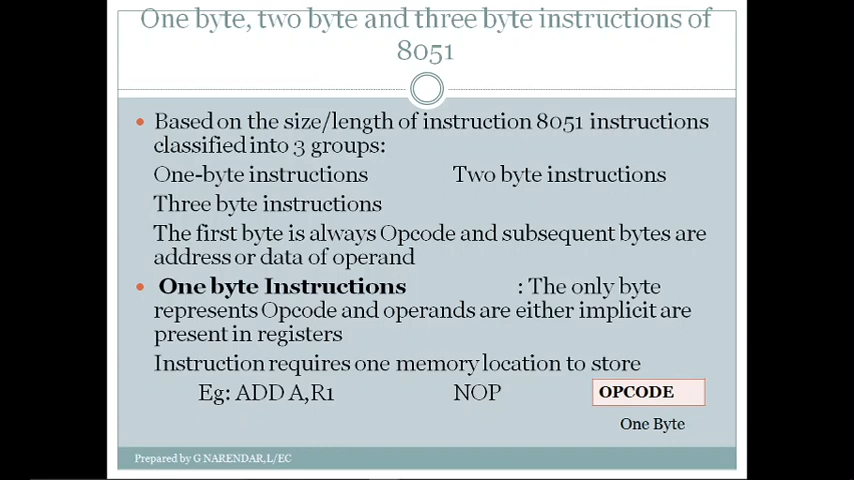 One byte, two byte and three byte instructions of
8051
Based on the size/length of instruction 8051 instructions
classified into 3 groups:
One-byte instructions Two byte instructions
Three byte instructions
The first byte is always Opcode and subsequent bytes are
address or data of operand
One byte Instructions : The only byte
represents Opcode and operands are either implicit are
present in registers
Instruction requires one memory location to store
Eg: ADD A,R1 NOP OPCODE
One Byte
Prepared by G NARENDAR,L/EC